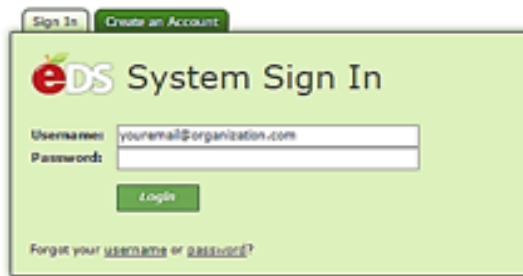 Sign In Create an Account
eDS System Sign In
Username: youremail@organization.com
Password:
Login
Forgot your username or password?